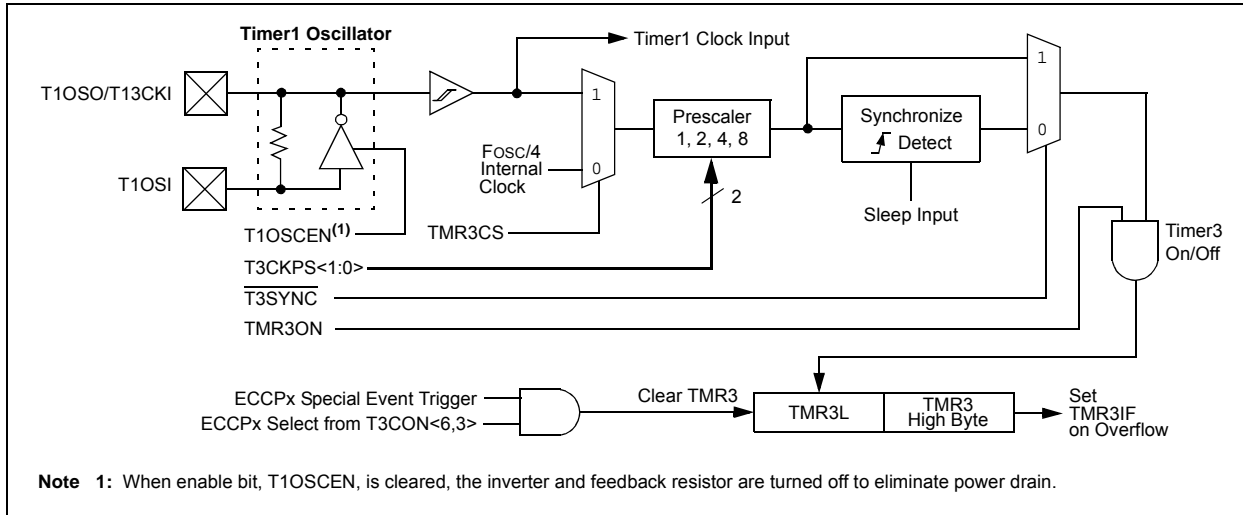 Timer1 Oscillator
Timer1 Clock Input
T1OSO/T13CKI
1
1
Prescaler
1, 2, 4, 8
Synchronize
Detect
0
FOSC/4
Internal
Clock
0
T1OSI
2
Sleep Input
T1OSCEN(1)
TMR3CS
Timer3
On/Off
T3CKPS<1:0>
T3SYNC
TMR3ON
ECCPx Special Event Trigger
ECCPx Select from T3CON<6,3>
Clear TMR3
TMR3L
TMR3
High Byte
Set
TMR3IF
on Overflow
Note 1: When enable bit, T1OSCEN, is cleared, the inverter and feedback resistor are turned off to eliminate power drain.